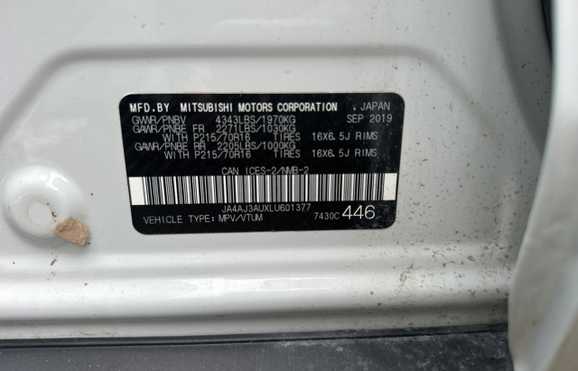 MFD.BY MITSUBISHI MOTORS CORPORATION , JAPAN
GVWR/PNBV 4343LBS/1970KG SEP 2019
GAWR/PNBE FR 2271LBS/1030KG
WITH P215/70R16 TIRES 16X6.5J RIMS
GAWR/PNBE RR 2205LBS/1000KG
WITH P215/70R16 TIRES 16X6.5J RIMS
CAN ICES-2/NMB-2
JA4AJ3AUXLU601377
VEHICLE TYPE: MPV/VTUM 7430C 446